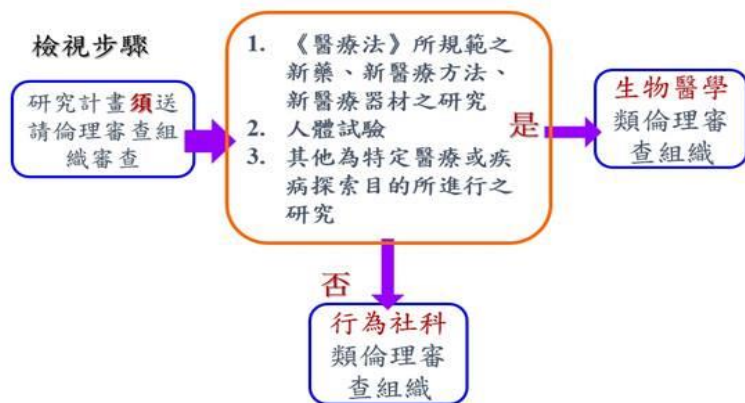 檢視步驟
研究計畫須送
請倫理審查組
織審查
1. 《醫療法》所規範之
新藥、新醫療方法、
新醫療器材之研究
2. 人體試驗
3. 其他為特定醫療或疾
病探索目的所進行之
研究
是
生物醫學
類倫理審
查組織
否
行為社科
類倫理審
查組織